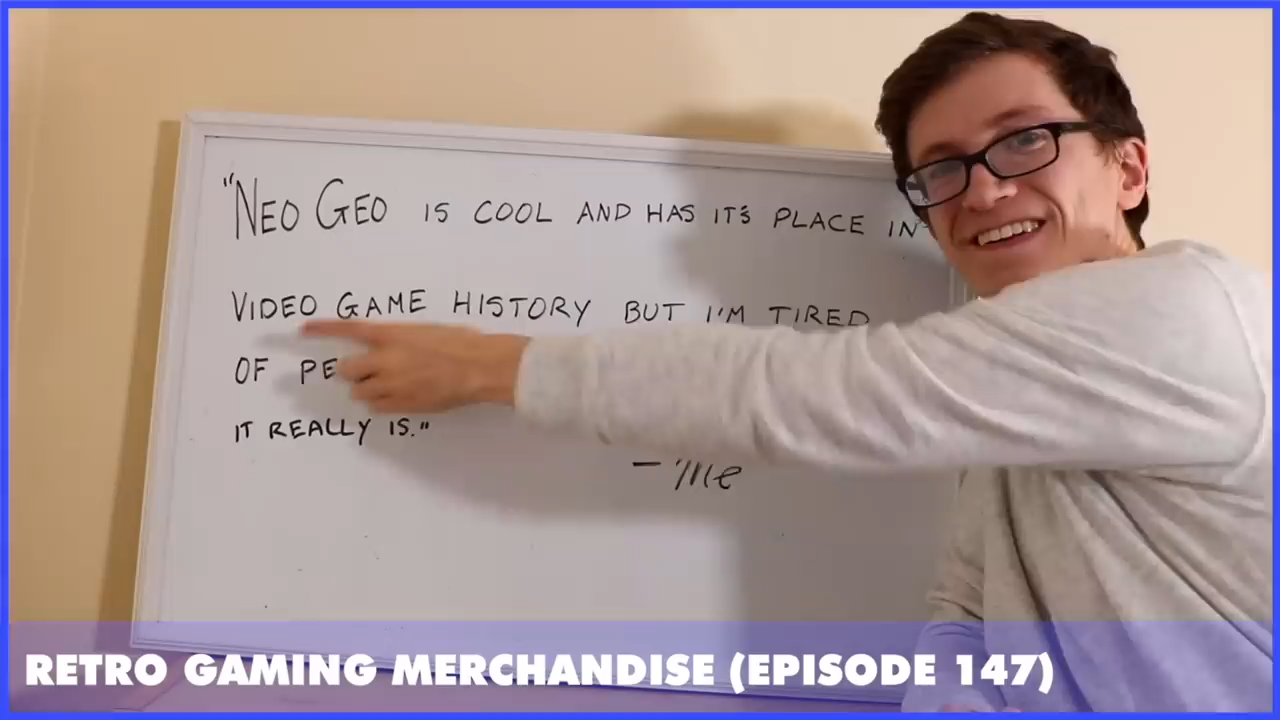 "NEO GEO IS COOL AND HAS IT'S PLACE IN
VIDEO GAME HISTORY BUT I'M TIRED
OF
IT REALLY IS."
- Me
RETRO GAMING MERCHANDISE (EPISODE 147)